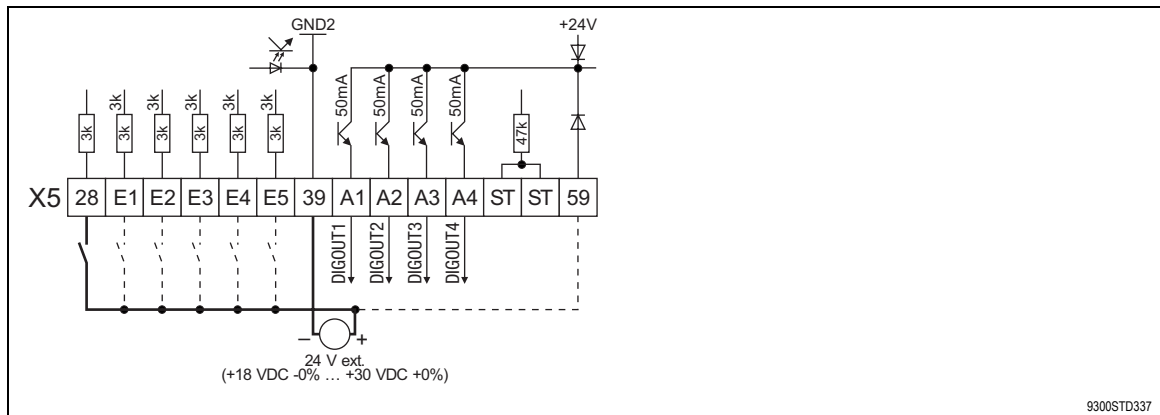 GND2
+24V
50mA 50mA 50mA 50mA
3k 3k 3k 3k 3k
3k 3k 3k 3k 3k 3k
47k
X5 28 E1 E2 E3 E4 E5 39 A1 A2 A3 A4 ST ST 59
DIGOUT1 DIGOUT2 DIGOUT3 DIGOUT4
– +
24 V ext.
(+18 VDC -0% … +30 VDC +0%)
9300STD337